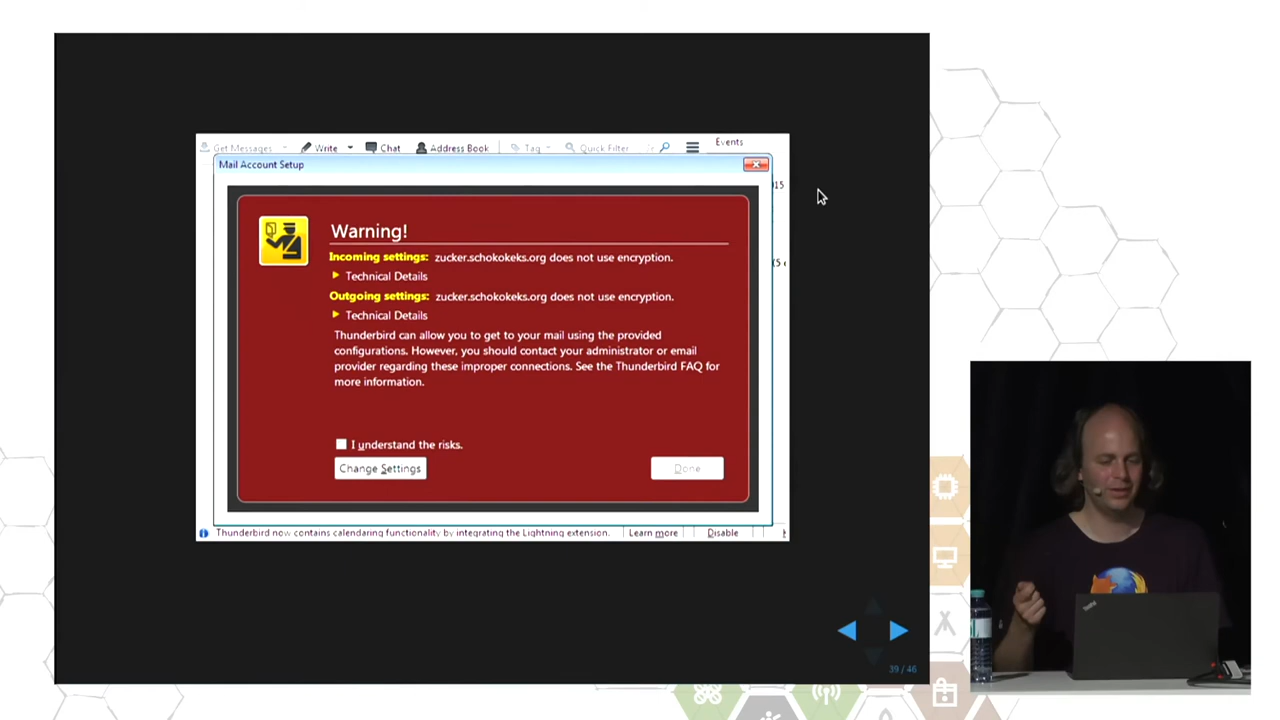 Get Messages Write Chat Address Book Tag Quick Filter Events
Mail Account Setup
15
Warning!
Incoming settings: zucker.schokokeks.org does not use encryption.
Technical Details
Outgoing settings: zucker.schokokeks.org does not use encryption.
Technical Details
Thunderbird can allow you to get to your mail using the provided
configurations. However, you should contact your administrator or email
provider regarding these improper connections. See the Thunderbird FAQ for
more information.
I understand the risks.
Change Settings Done
Thunderbird now contains calendaring functionality by integrating the Lightning extension. Learn more Disable
39 / 46
ThinkPad